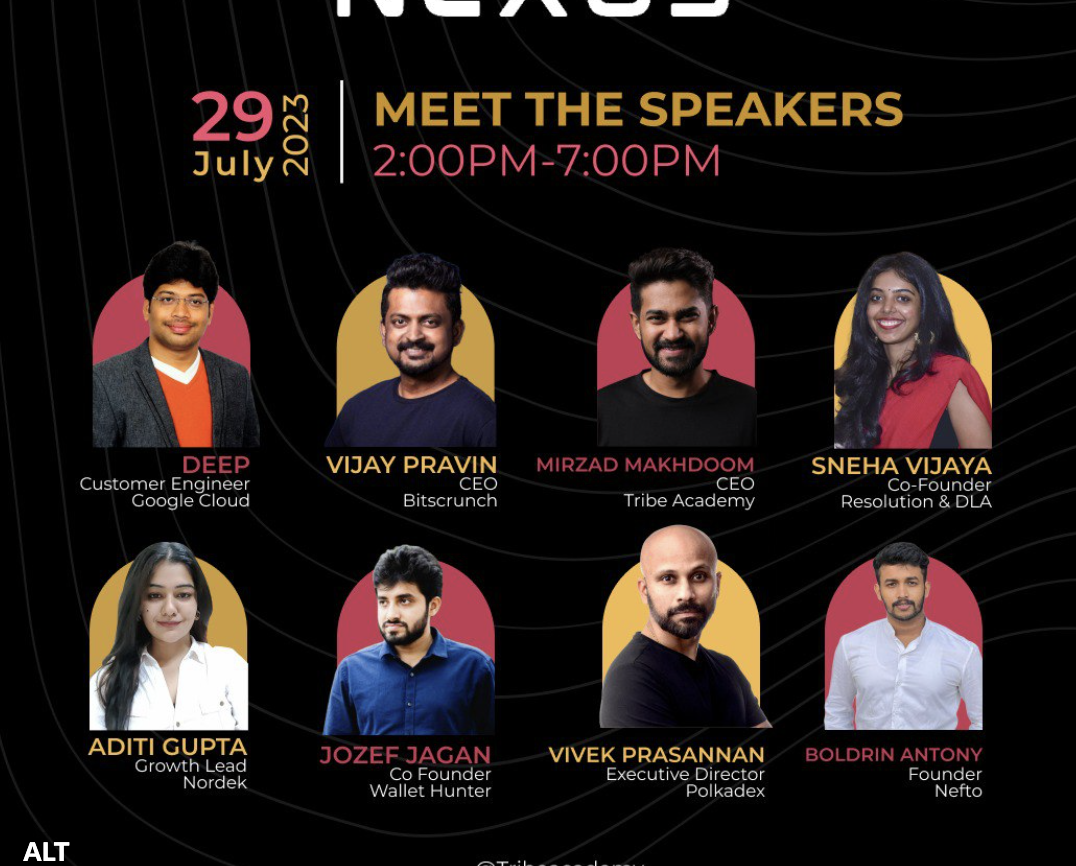 NEXUS
29
July
2023
MEET THE SPEAKERS
2:00PM-7:00PM
DEEP
Customer Engineer
Google Cloud
VIJAY PRAVIN
CEO
Bitscrunch
MIRZAD MAKHDOOM
CEO
Tribe Academy
SNEHA VIJAYA
Co-Founder
Resolution & DLA
ADITI GUPTA
Growth Lead
Nordek
JOZEF JAGAN
Co Founder
Wallet Hunter
VIVEK PRASANNAN
Executive Director
Polkadex
BOLDRIN ANTONY
Founder
Nefto
ALT
@Tribeacademy